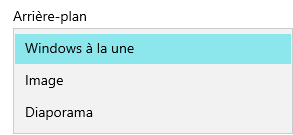 Arrière-plan
Windows à la une
Image
Diaporama